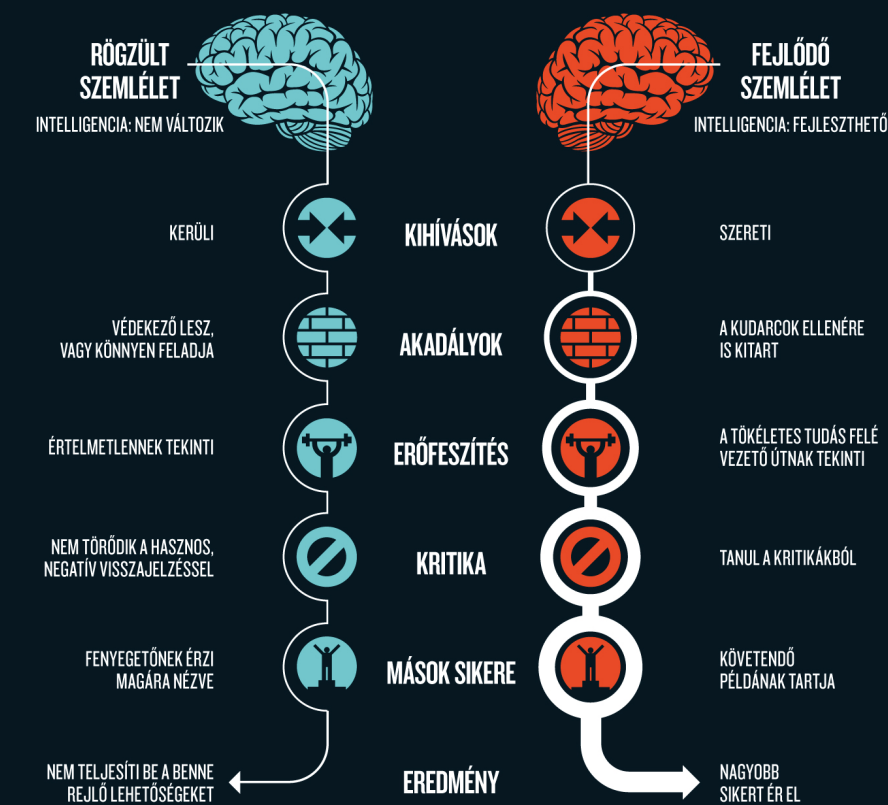 RÖGZÜLT
SZEMLÉLET
INTELLIGENCIA: NEM VÁLTOZIK
FEJLŐDŐ
SZEMLÉLET
INTELLIGENCIA: FEJLESZTHETŐ
KERÜLI
KIHÍVÁSOK
SZERETI
VÉDEKEZŐ LESZ,
VAGY KÖNNYEN FELADJA
AKADÁLYOK
A KUDARCOK ELLENÉRE
IS KITART
ÉRTELMETLENNEK TEKINTI
ERŐFESZÍTÉS
A TÖKÉLETES TUDÁS FELÉ
VEZETŐ ÚTNAK TEKINTI
NEM TÖRŐDIK A HASZNOS,
NEGATÍV VISSZAJELZÉSSEL
KRITIKA
TANUL A KRITIKÁKBÓL
FENYEGETŐNEK ÉRZI
MAGÁRA NÉZVE
MÁSOK SIKERE
KÖVETENDŐ
PÉLDÁNAK TARTJA
NEM TELJESÍTI BE A BENNE
REJLŐ LEHETŐSÉGEKET
EREDMÉNY
NAGYOBB
SIKERT ÉR EL